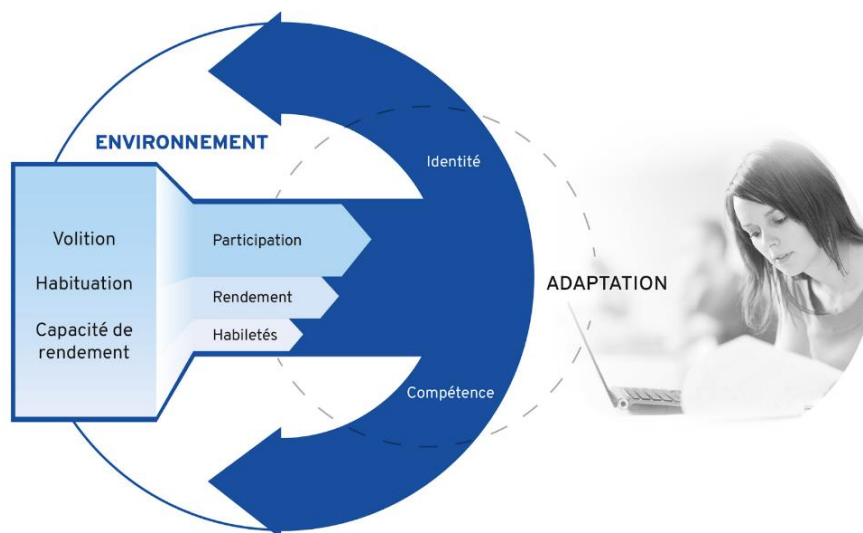 ENVIRONNEMENT
Identité
Volition
Habituation
Capacité de
rendement
Participation
Rendement
Habiletés
ADAPTATION
Compétence